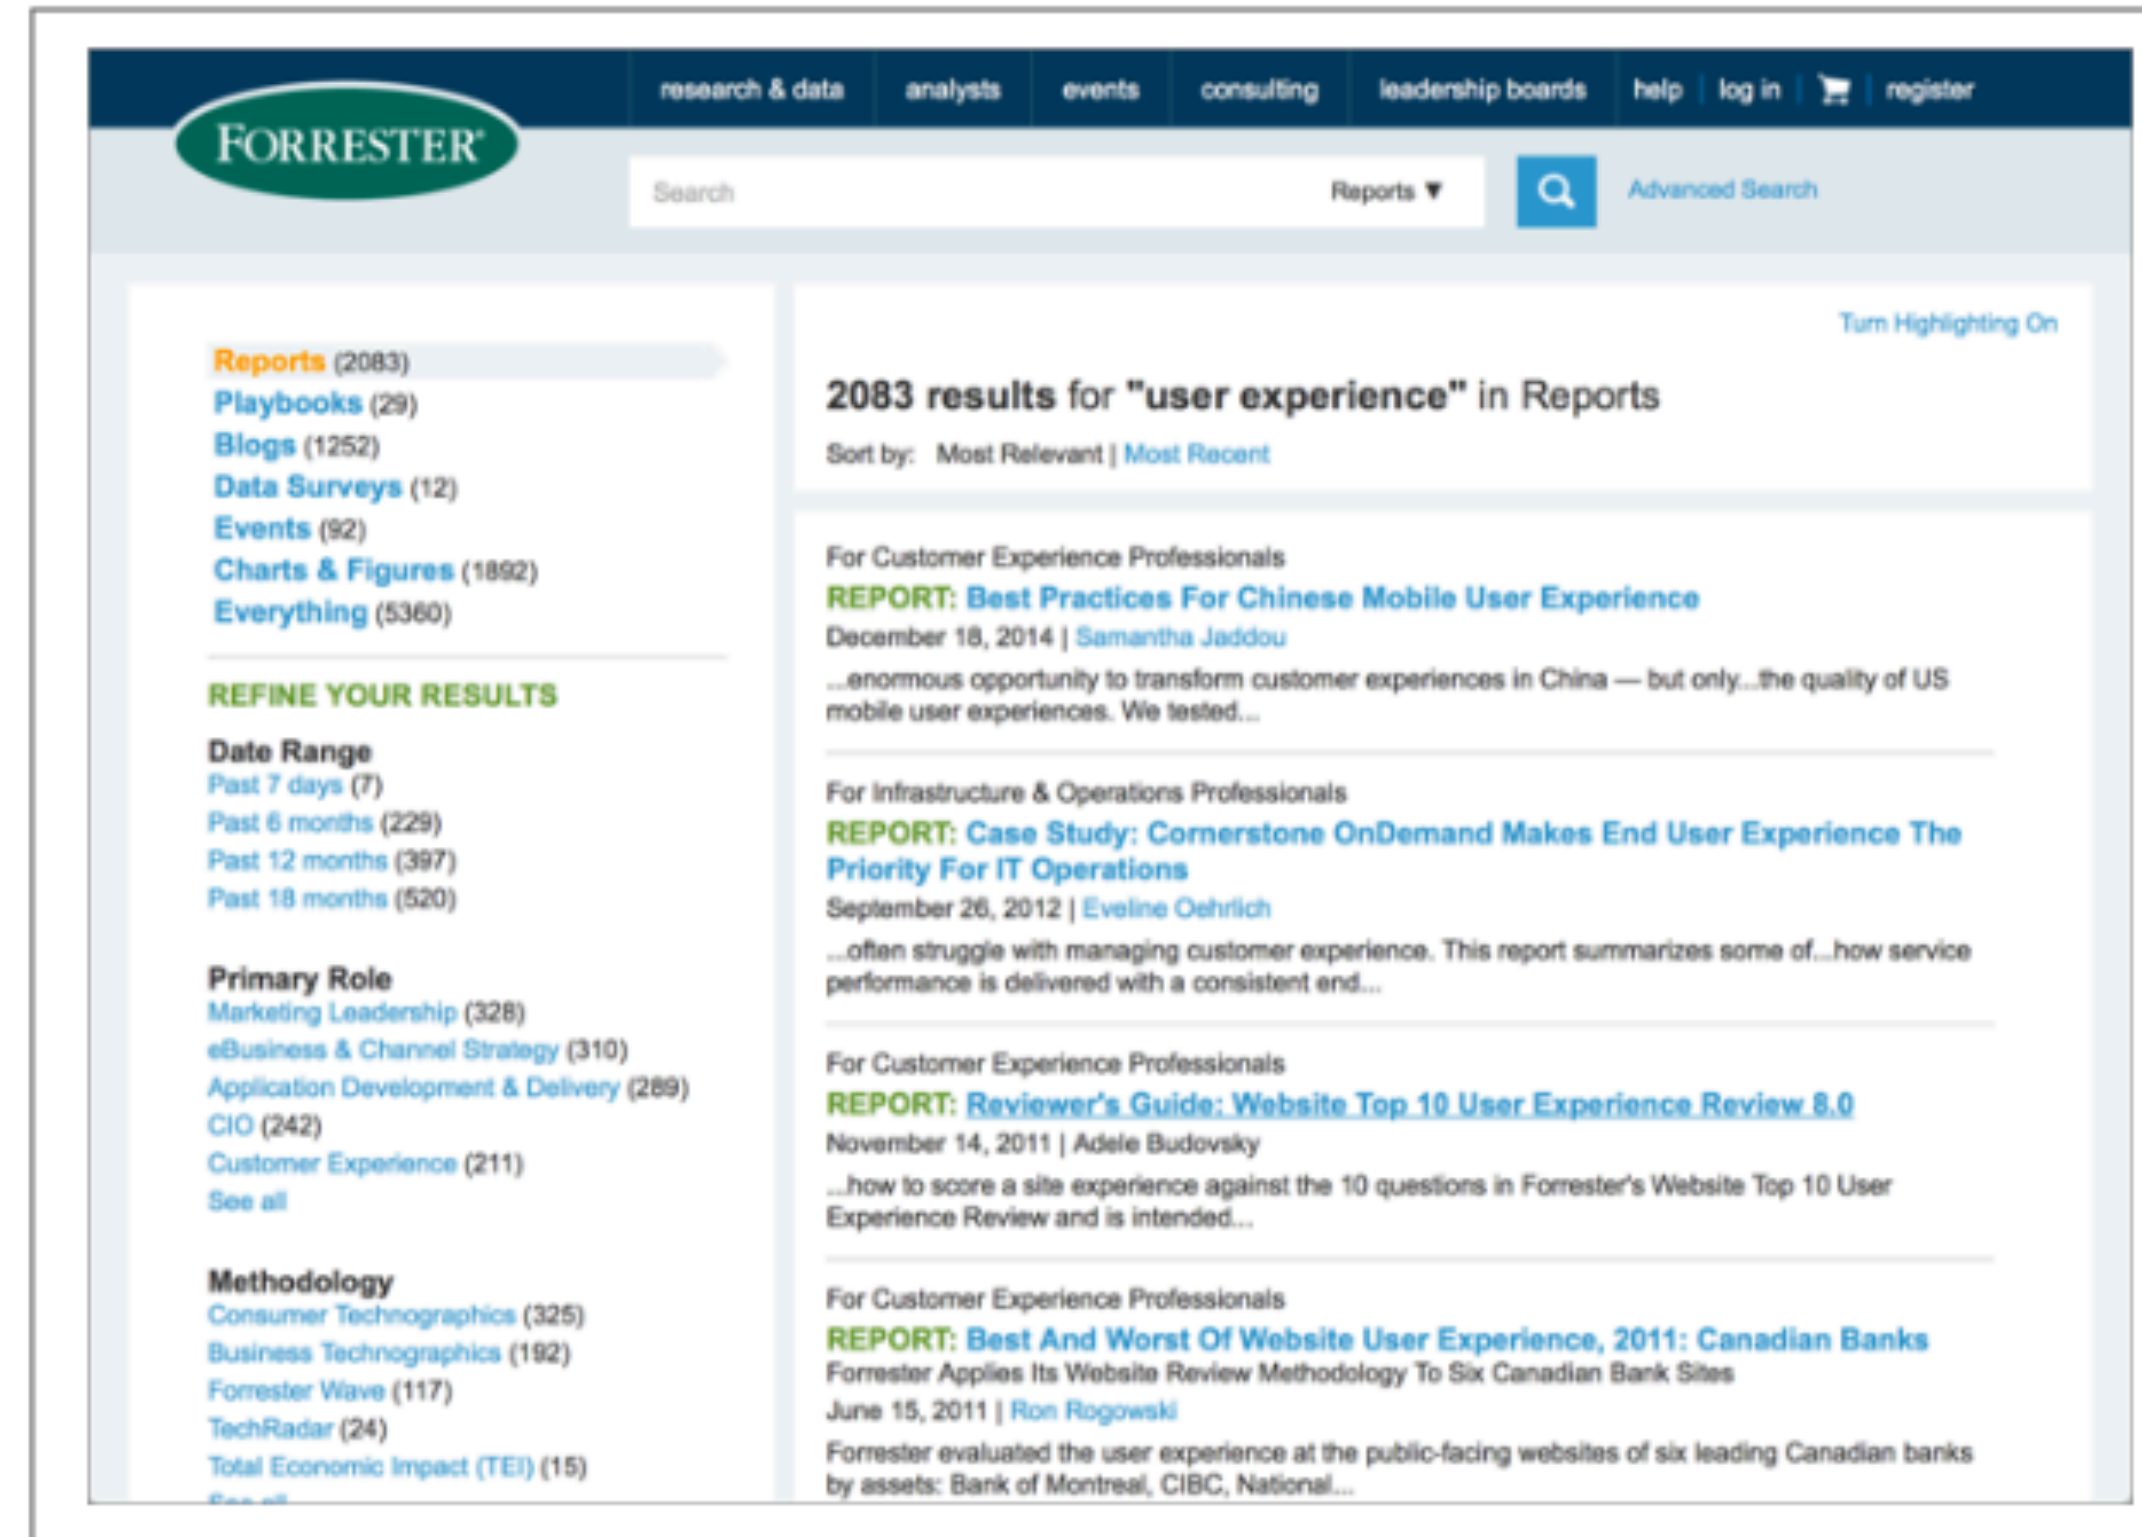 research & data
analysts
events
consulting
leadership boards
help
log in
register
FORRESTER®
Search
Reports ▼
Advanced Search
Reports (2083)
Playbooks (29)
Blogs (1252)
Data Surveys (12)
Events (92)
Charts & Figures (1892)
Everything (5360)
REFINE YOUR RESULTS
Date Range
Past 7 days (7)
Past 6 months (229)
Past 12 months (397)
Past 18 months (520)
Primary Role
Marketing Leadership (328)
eBusiness & Channel Strategy (310)
Application Development & Delivery (289)
CIO (242)
Customer Experience (211)
See all
Methodology
Consumer Technographics (325)
Business Technographics (192)
Forrester Wave (117)
TechRadar (24)
Total Economic Impact (TEI) (15)
See all
Turn Highlighting On
2083 results for "user experience" in Reports
Sort by: Most Relevant | Most Recent
For Customer Experience Professionals
REPORT: Best Practices For Chinese Mobile User Experience
December 18, 2014 | Samantha Jaddou
...enormous opportunity to transform customer experiences in China — but only...the quality of US
mobile user experiences. We tested...
For Infrastructure & Operations Professionals
REPORT: Case Study: Cornerstone OnDemand Makes End User Experience The
Priority For IT Operations
September 26, 2012 | Eveline Oehrlich
...often struggle with managing customer experience. This report summarizes some of...how service
performance is delivered with a consistent end...
For Customer Experience Professionals
REPORT: Reviewer's Guide: Website Top 10 User Experience Review 8.0
November 14, 2011 | Adele Budovsky
...how to score a site experience against the 10 questions in Forrester's Website Top 10 User
Experience Review and is intended...
For Customer Experience Professionals
REPORT: Best And Worst Of Website User Experience, 2011: Canadian Banks
Forrester Applies Its Website Review Methodology To Six Canadian Bank Sites
June 15, 2011 | Ron Rogowski
Forrester evaluated the user experience at the public-facing websites of six leading Canadian banks
by assets: Bank of Montreal, CIBC, National...